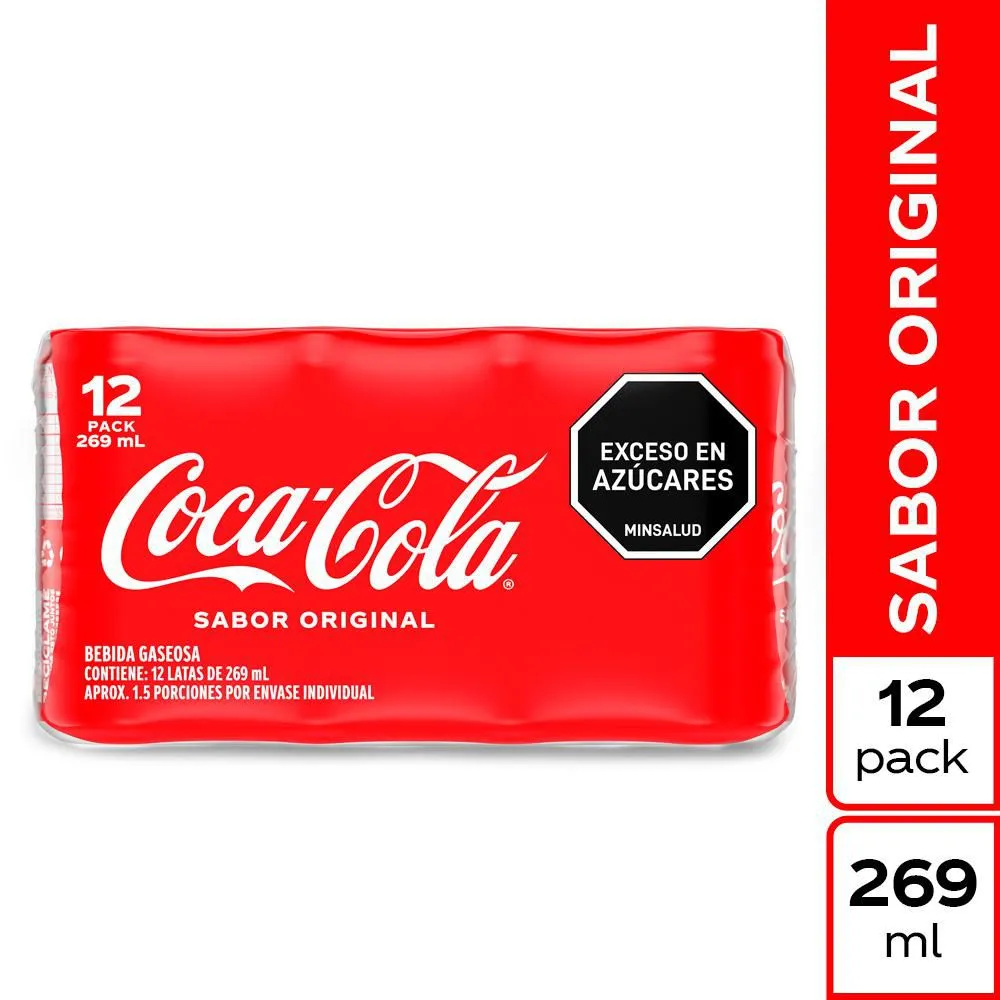 12
PACK
269 mL
Coca-Cola
®
SABOR ORIGINAL
BEBIDA GASEOSA
CONTIENE: 12 LATAS DE 269 mL
APROX. 1.5 PORCIONES POR ENVASE INDIVIDUAL
EXCESO EN
AZÚCARES
MINSALUD
RECICLAME
SABOR ORIGINAL
12
pack
269
ml